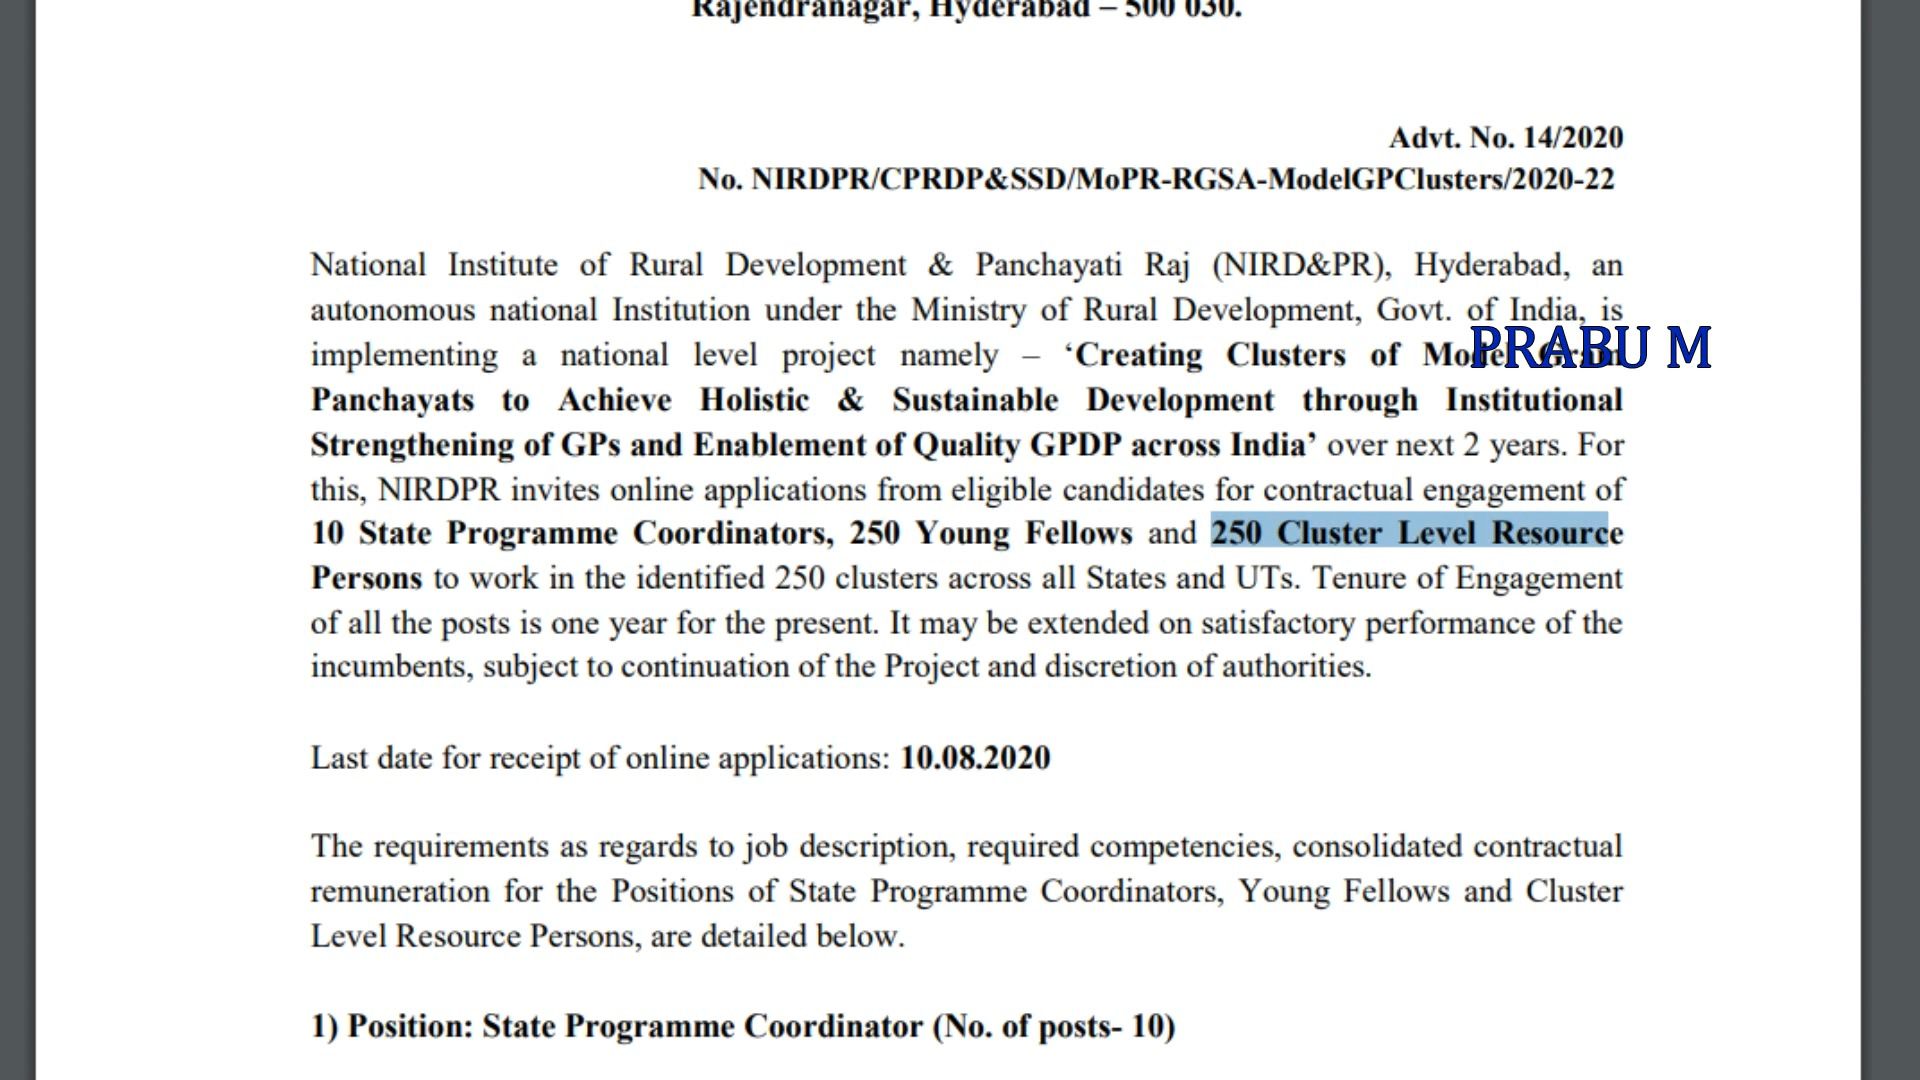 Rajendranagar, Hyderabad – 500 030.
Advt. No. 14/2020
No. NIRDPR/CPRDP&SSD/MoPR-RGSA-ModelGPClusters/2020-22
National Institute of Rural Development & Panchayati Raj (NIRD&PR), Hyderabad, an
autonomous national Institution under the Ministry of Rural Development, Govt. of India, is
implementing a national level project namely – ‘Creating Clusters of Model Gram
PRABU M
Panchayats to Achieve Holistic & Sustainable Development through Institutional
Strengthening of GPs and Enablement of Quality GPDP across India’ over next 2 years. For
this, NIRDPR invites online applications from eligible candidates for contractual engagement of
10 State Programme Coordinators, 250 Young Fellows and 250 Cluster Level Resource
Persons to work in the identified 250 clusters across all States and UTs. Tenure of Engagement
of all the posts is one year for the present. It may be extended on satisfactory performance of the
incumbents, subject to continuation of the Project and discretion of authorities.
Last date for receipt of online applications: 10.08.2020
The requirements as regards to job description, required competencies, consolidated contractual
remuneration for the Positions of State Programme Coordinators, Young Fellows and Cluster
Level Resource Persons, are detailed below.
1) Position: State Programme Coordinator (No. of posts- 10)